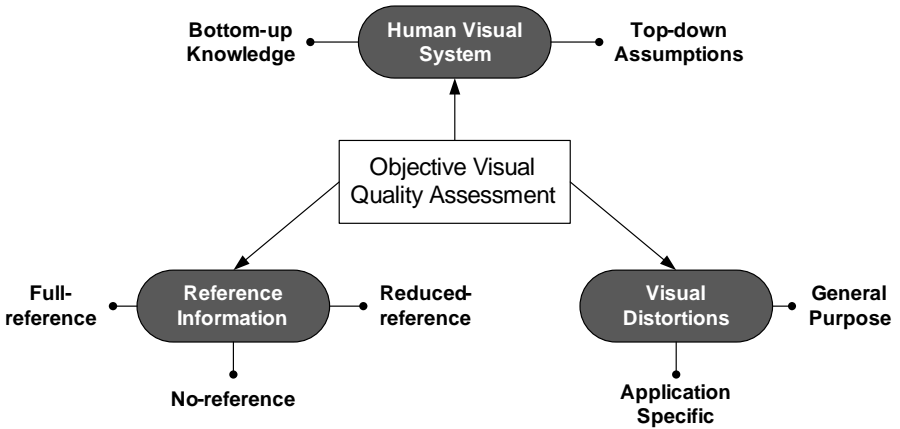 Bottom-up
Knowledge
Human Visual
System
Top-down
Assumptions
Objective Visual
Quality Assessment
Full-
reference
Reference
Information
Reduced-
reference
No-reference
Visual
Distortions
General
Purpose
Application
Specific